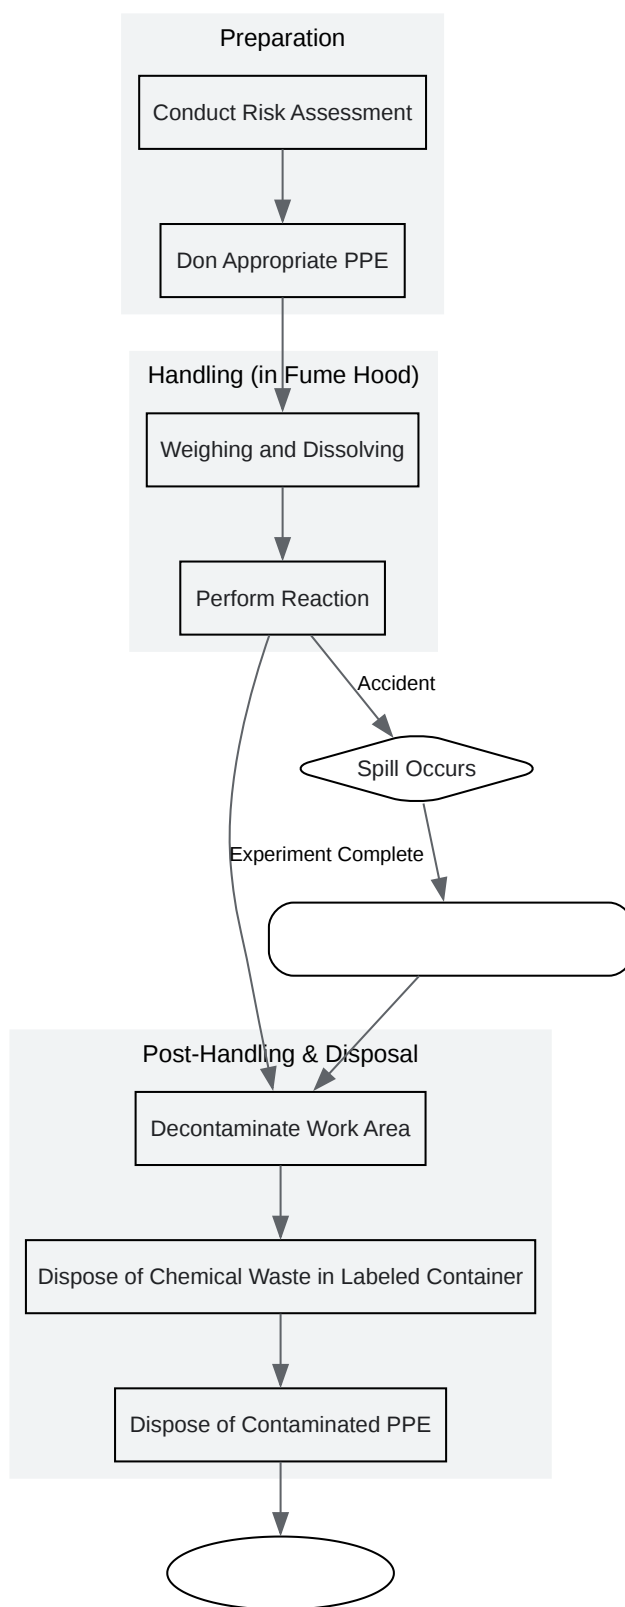 Preparation
Conduct Risk Assessment
Don Appropriate PPE
Handling (in Fume Hood)
Weighing and Dissolving
Perform Reaction
Accident
Spill Occurs
Experiment Complete
Post-Handling & Disposal
Decontaminate Work Area
Dispose of Chemical Waste in Labeled Container
Dispose of Contaminated PPE